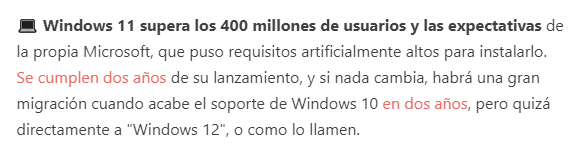 💻 Windows 11 supera los 400 millones de usuarios y las expectativas de
la propia Microsoft, que puso requisitos artificialmente altos para instalarlo.
Se cumplen dos años de su lanzamiento, y si nada cambia, habrá una gran
migración cuando acabe el soporte de Windows 10 en dos años, pero quizá
directamente a "Windows 12", o como lo llamen.